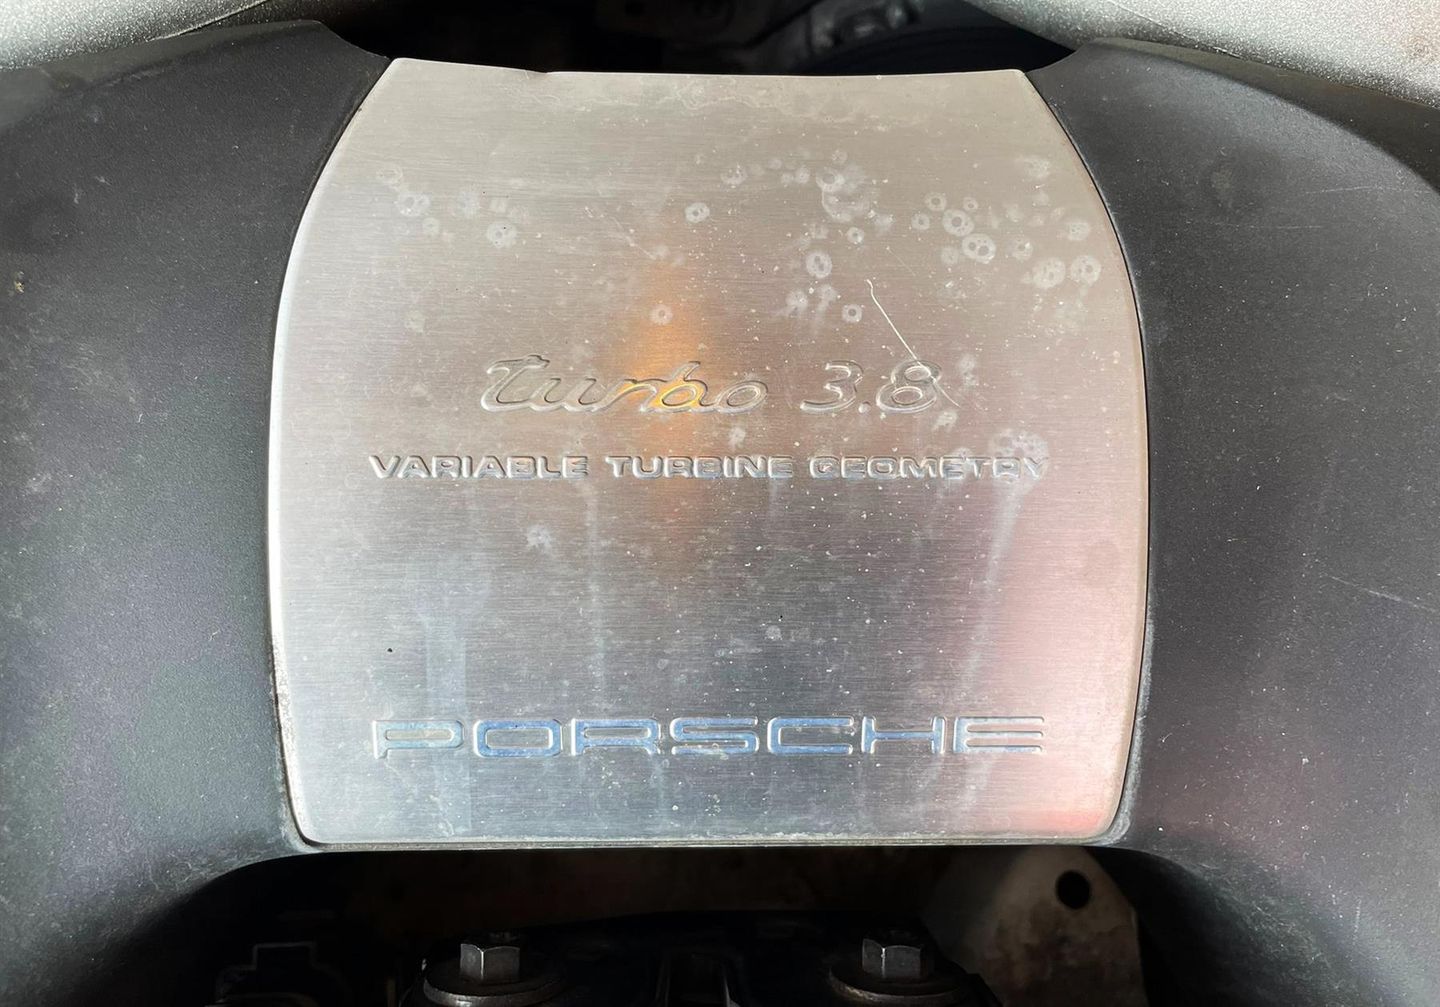 turbo 3.8
VARIABLE TURBINE GEOMETRY
PORSCHE